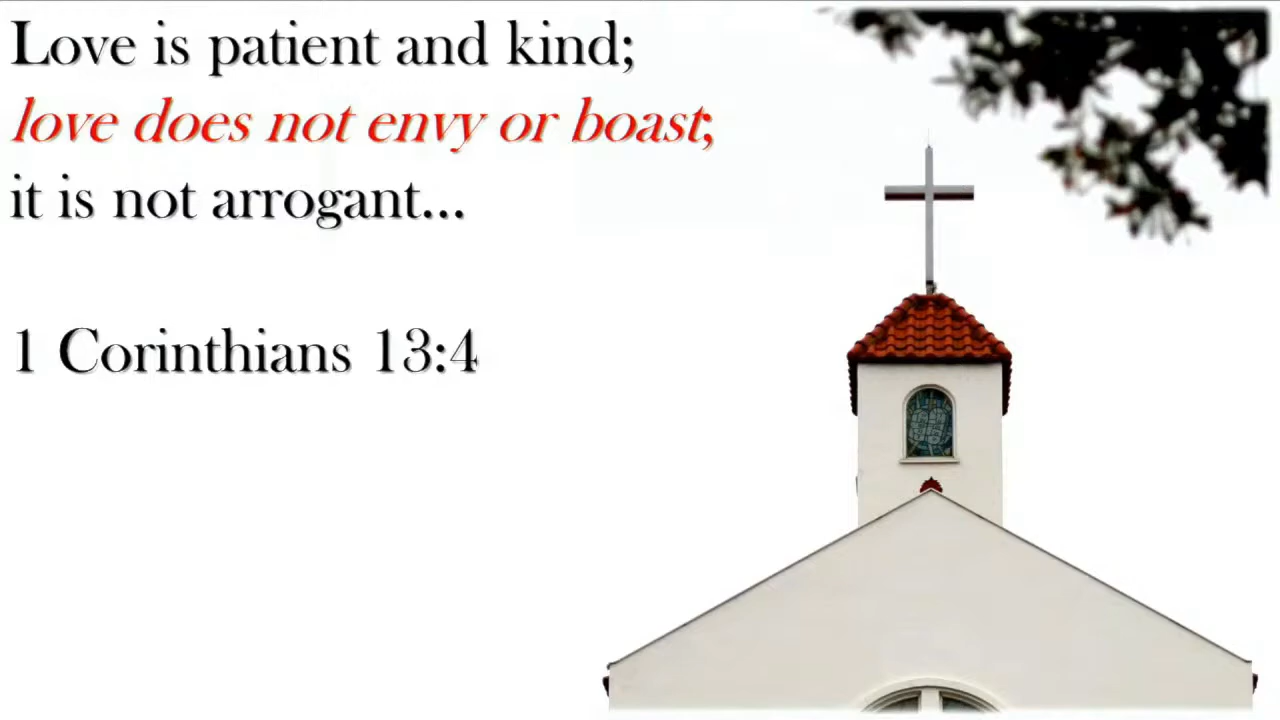 Love is patient and kind;
love does not envy or boast;
it is not arrogant...
1 Corinthians 13:4